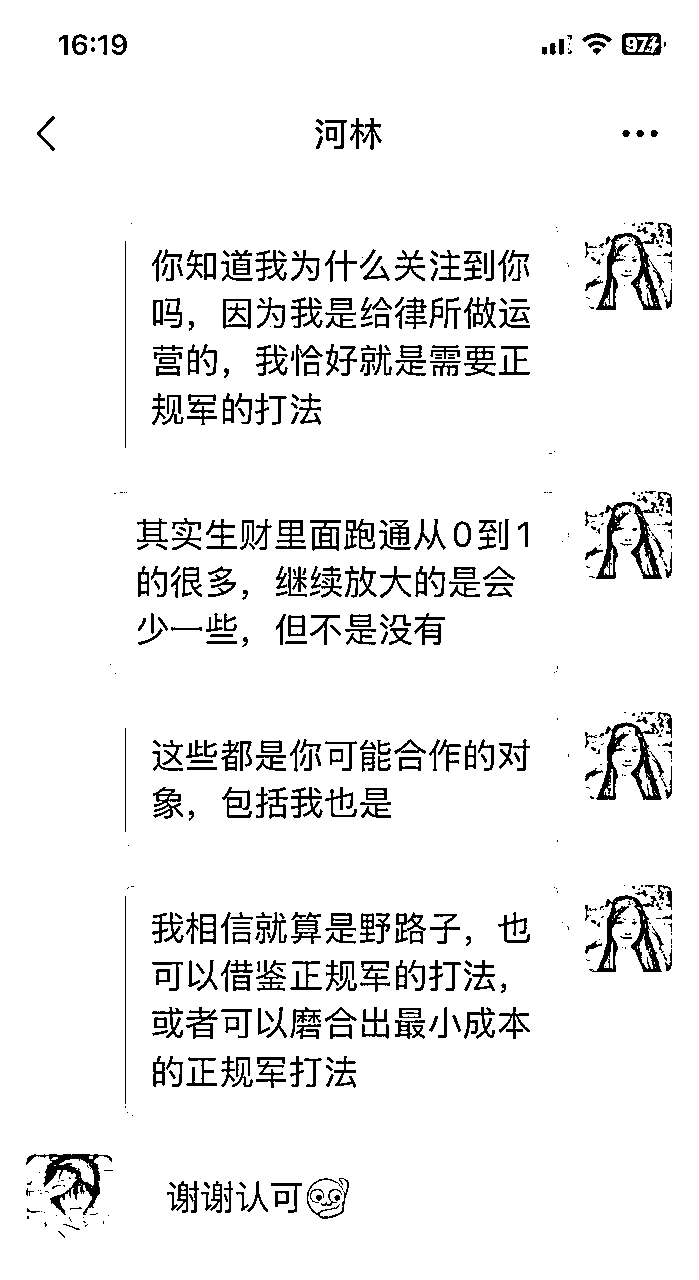 16:19
97
河林
你知道我为什么关注到你
吗，因为我是给律所做运
营的，我恰好就是需要正
规军的打法
其实生财里面跑通从0到1
的很多，继续放大的是会
少一些，但不是没有
这些都是你可能合作的对
象，包括我也是
我相信就算是野路子，也
可以借鉴正规军的打法，
或者可以磨合出最小成本
的正规军打法
谢谢认可